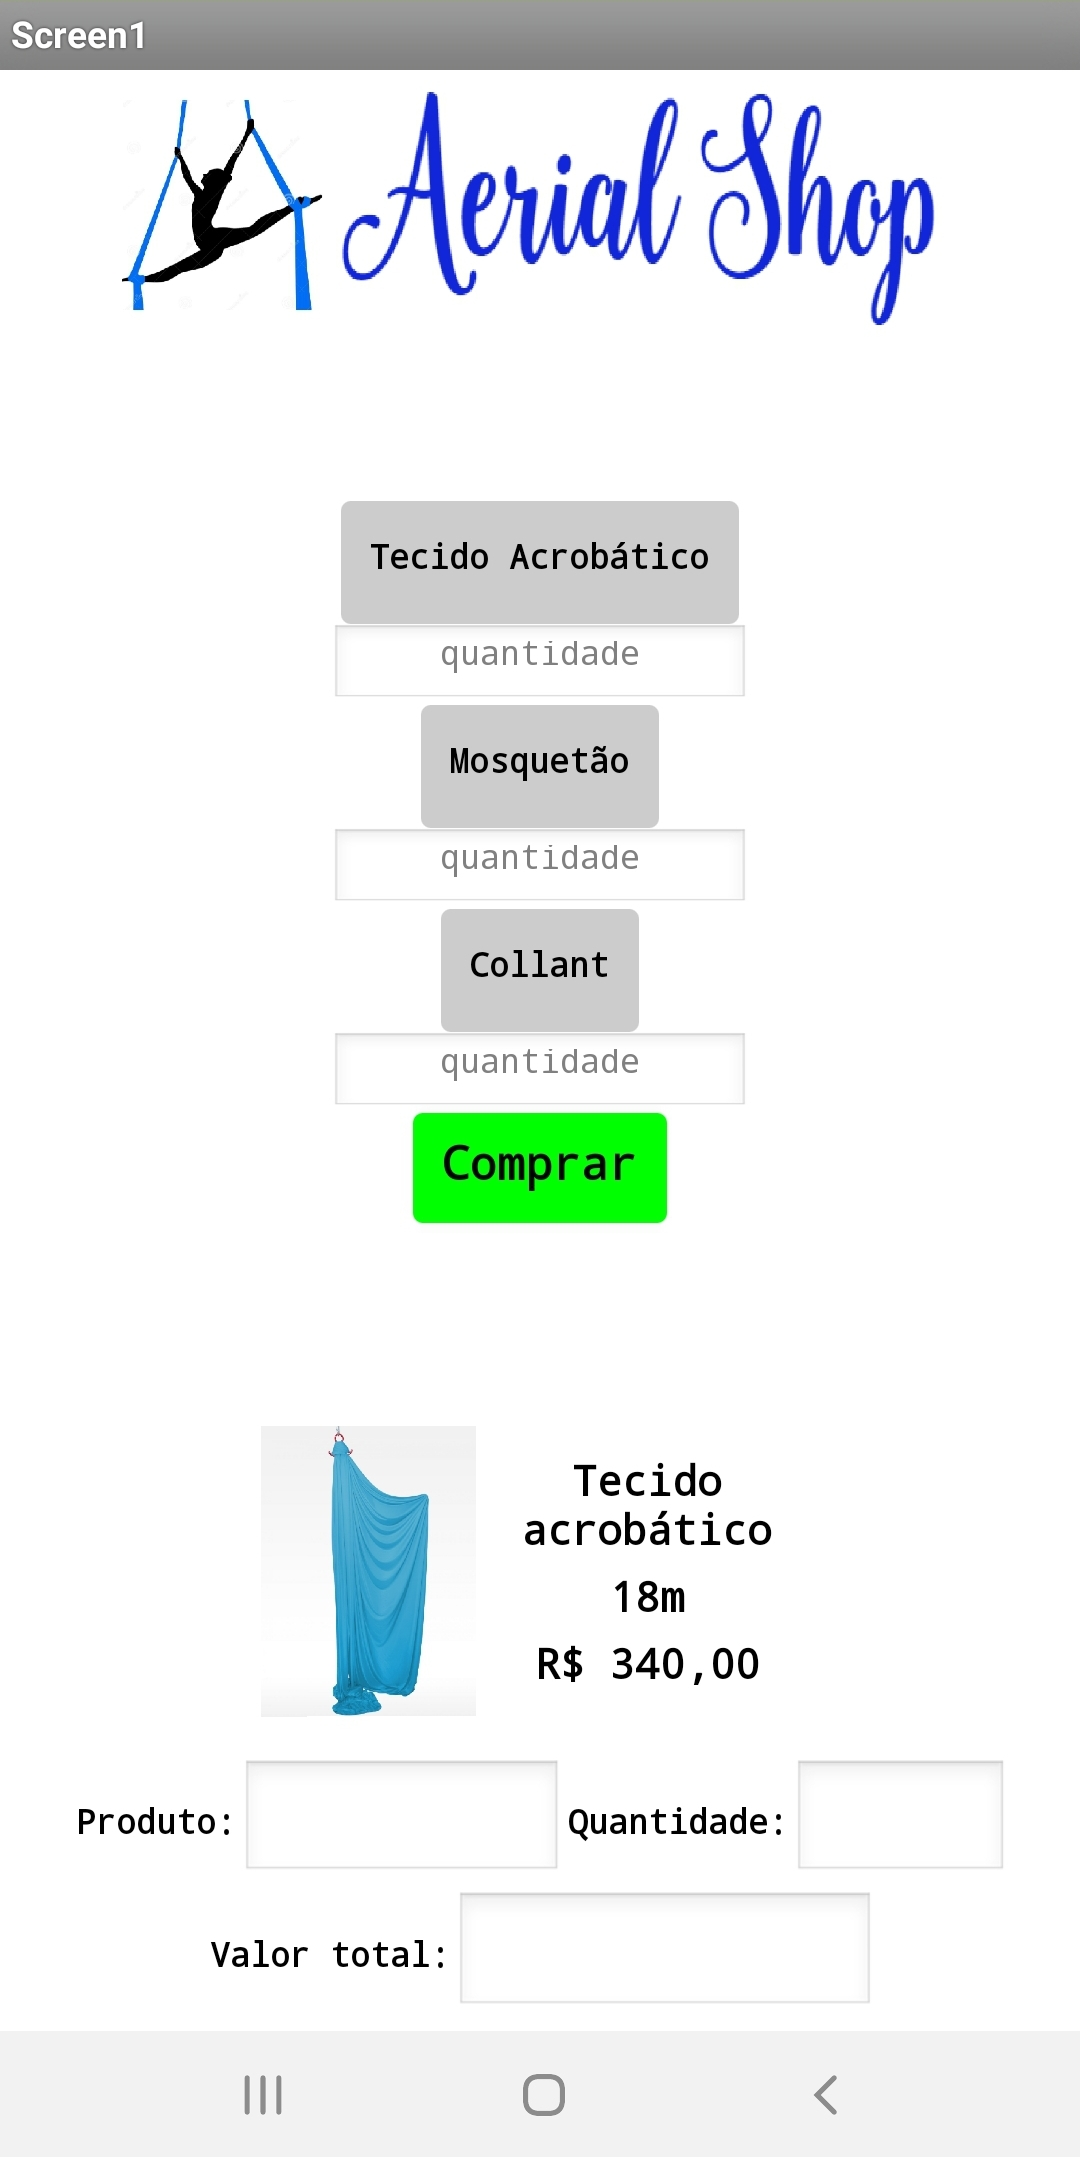 Screen1
Aerial Shop
Tecido Acrobático
quantidade
Mosquetão
quantidade
Collant
quantidade
Comprar
Tecido
acrobático
18m
R$ 340,00
Produto: Quantidade:
Valor total: